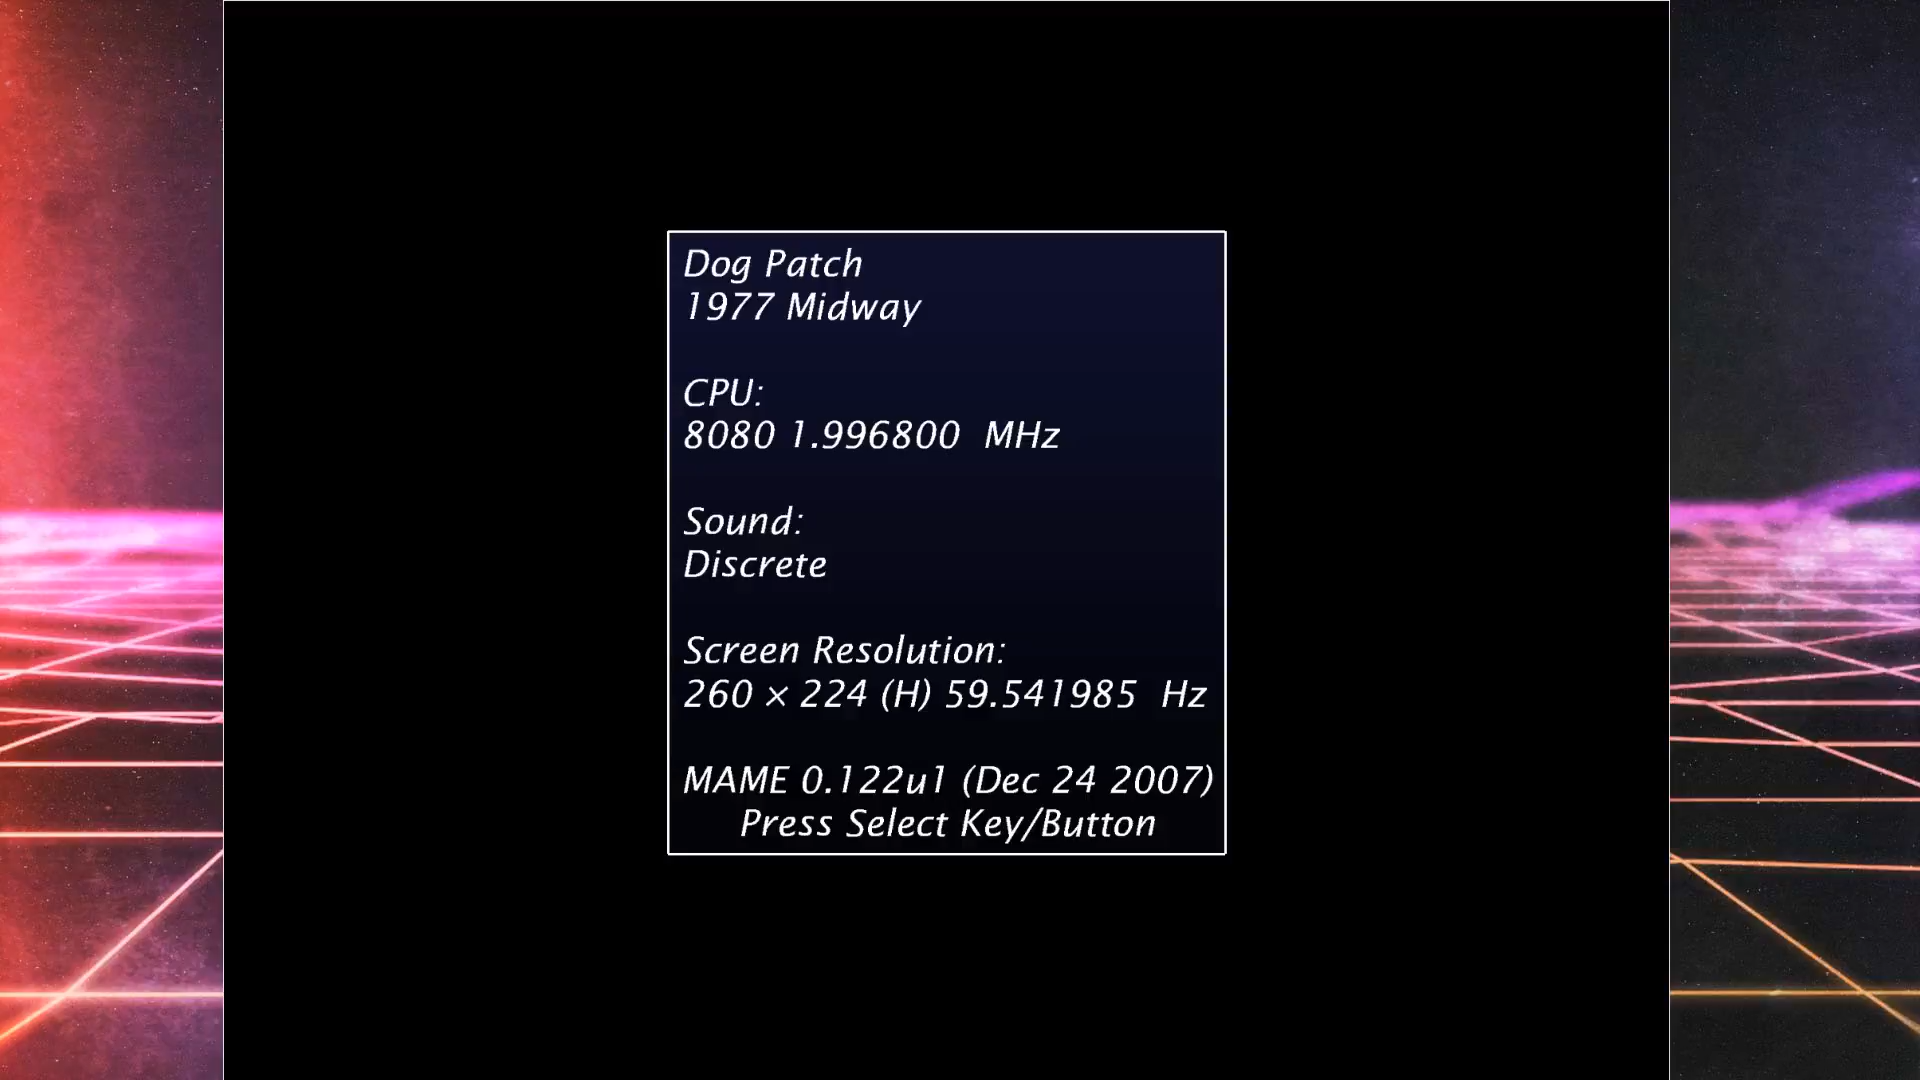 Dog Patch
1977 Midway
CPU:
8080 1.996800 MHz
Sound:
Discrete
Screen Resolution:
260 × 224 (H) 59.541985 Hz
MAME 0.122u1 (Dec 24 2007)
Press Select Key/Button